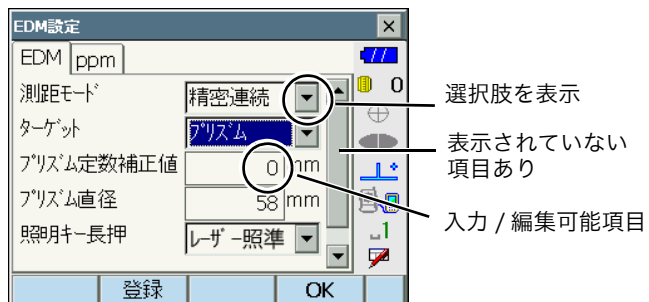 EDM設定
EDM ppm
測距モード 精密連続
ターゲット プリズム
プリズム定数補正値 0 mm
プリズム直径 58 mm
照明キー長押 レーザー照準
登録 OK
0
1
選択肢を表示
表示されていない
項目あり
入力 / 編集可能項目